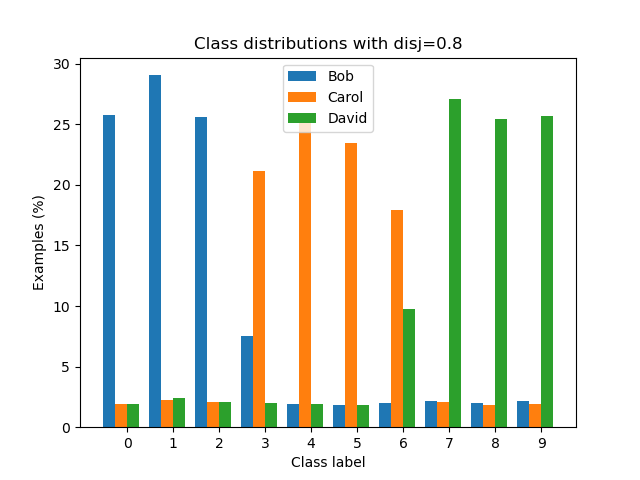 Class distributions with disj=0.8
Bob
Carol
David
30
25
20
15
10
5
0
Examples (%)
0 1 2 3 4 5 6 7 8 9
Class label